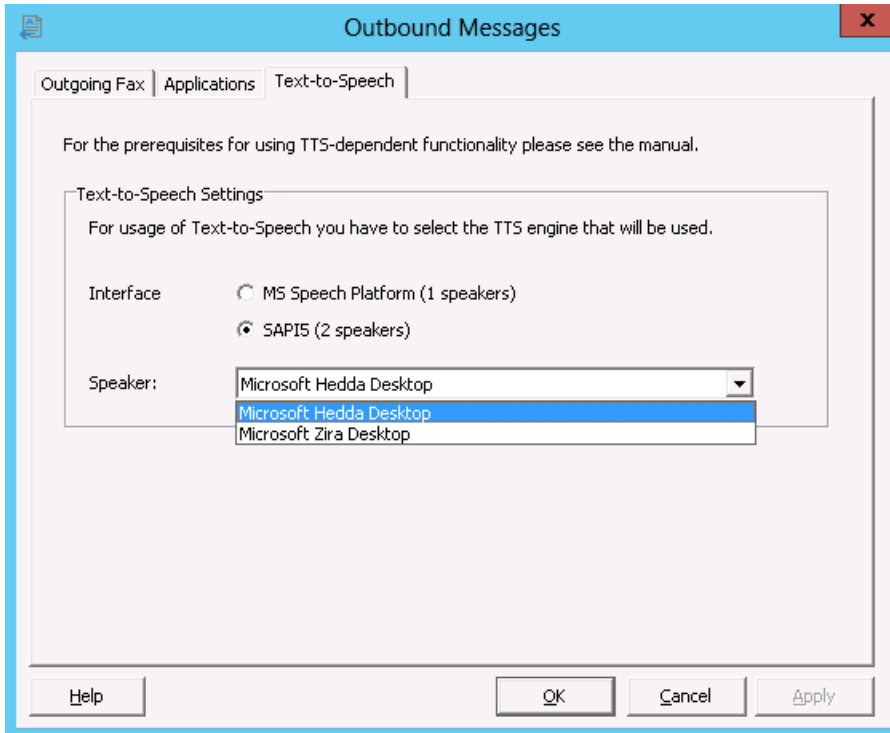 Outbound Messages
x
Outgoing Fax Applications Text-to-Speech
For the prerequisites for using TTS-dependent functionality please see the manual.
Text-to-Speech Settings
For usage of Text-to-Speech you have to select the TTS engine that will be used.
Interface MS Speech Platform (1 speakers)
SAPI5 (2 speakers)
Speaker: Microsoft Hedda Desktop
Microsoft Hedda Desktop
Microsoft Zira Desktop
Help OK Cancel Apply